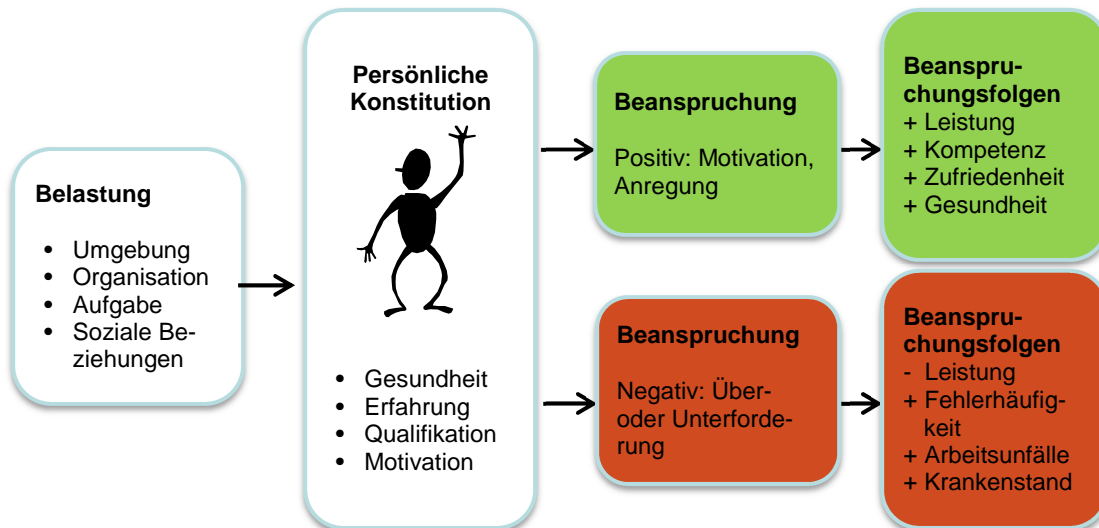 Belastung
• Umgebung
• Organisation
• Aufgabe
• Soziale Be-
ziehungen
Persönliche
Konstitution
• Gesundheit
• Erfahrung
• Qualifikation
• Motivation
Beanspruchung
Positiv: Motivation,
Anregung
Beanspru-
chungsfolgen
+ Leistung
+ Kompetenz
+ Zufriedenheit
+ Gesundheit
Beanspruchung
Negativ: Über-
oder Unterforde-
rung
Beanspru-
chungsfolgen
- Leistung
+ Fehlerhäufig-
keit
+ Arbeitsunfälle
+ Krankenstand